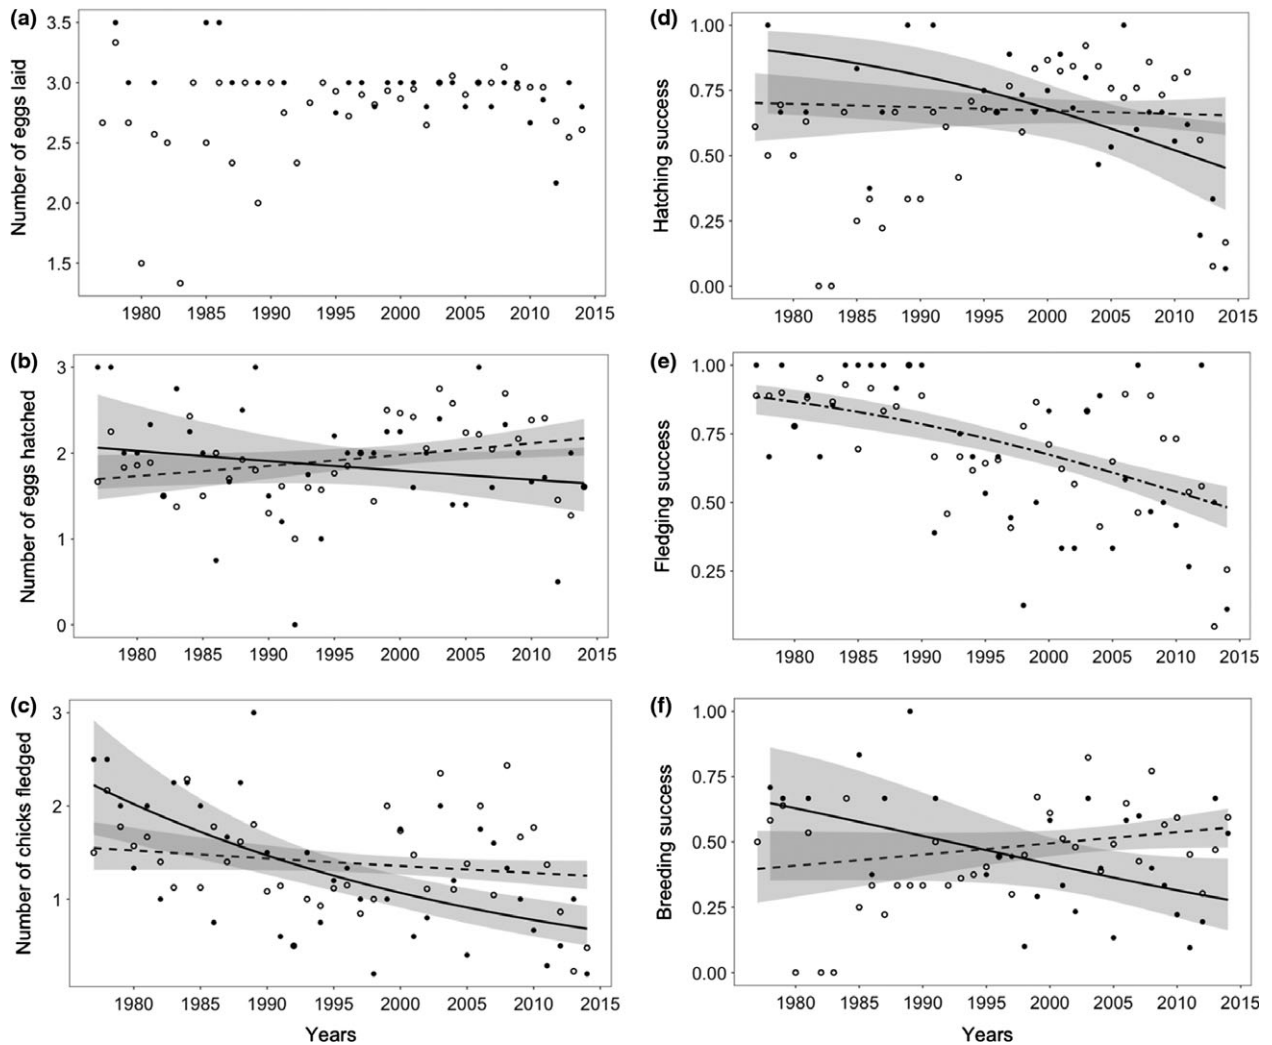 (a)
Number of eggs laid
3.5
3.0
2.5
2.0
1.5
1980 1985 1990 1995 2000 2005 2010 2015
(d)
Hatching success
1.00
0.75
0.50
0.25
0.00
1980 1985 1990 1995 2000 2005 2010 2015
(b)
Number of eggs hatched
3
2
1
0
1980 1985 1990 1995 2000 2005 2010 2015
(e)
Fledging success
1.00
0.75
0.50
0.25
1980 1985 1990 1995 2000 2005 2010 2015
(c)
Number of chicks fledged
3
2
1
1980 1985 1990 1995 2000 2005 2010 2015
Years
(f)
Breeding success
1.00
0.75
0.50
0.25
0.00
1980 1985 1990 1995 2000 2005 2010 2015
Years